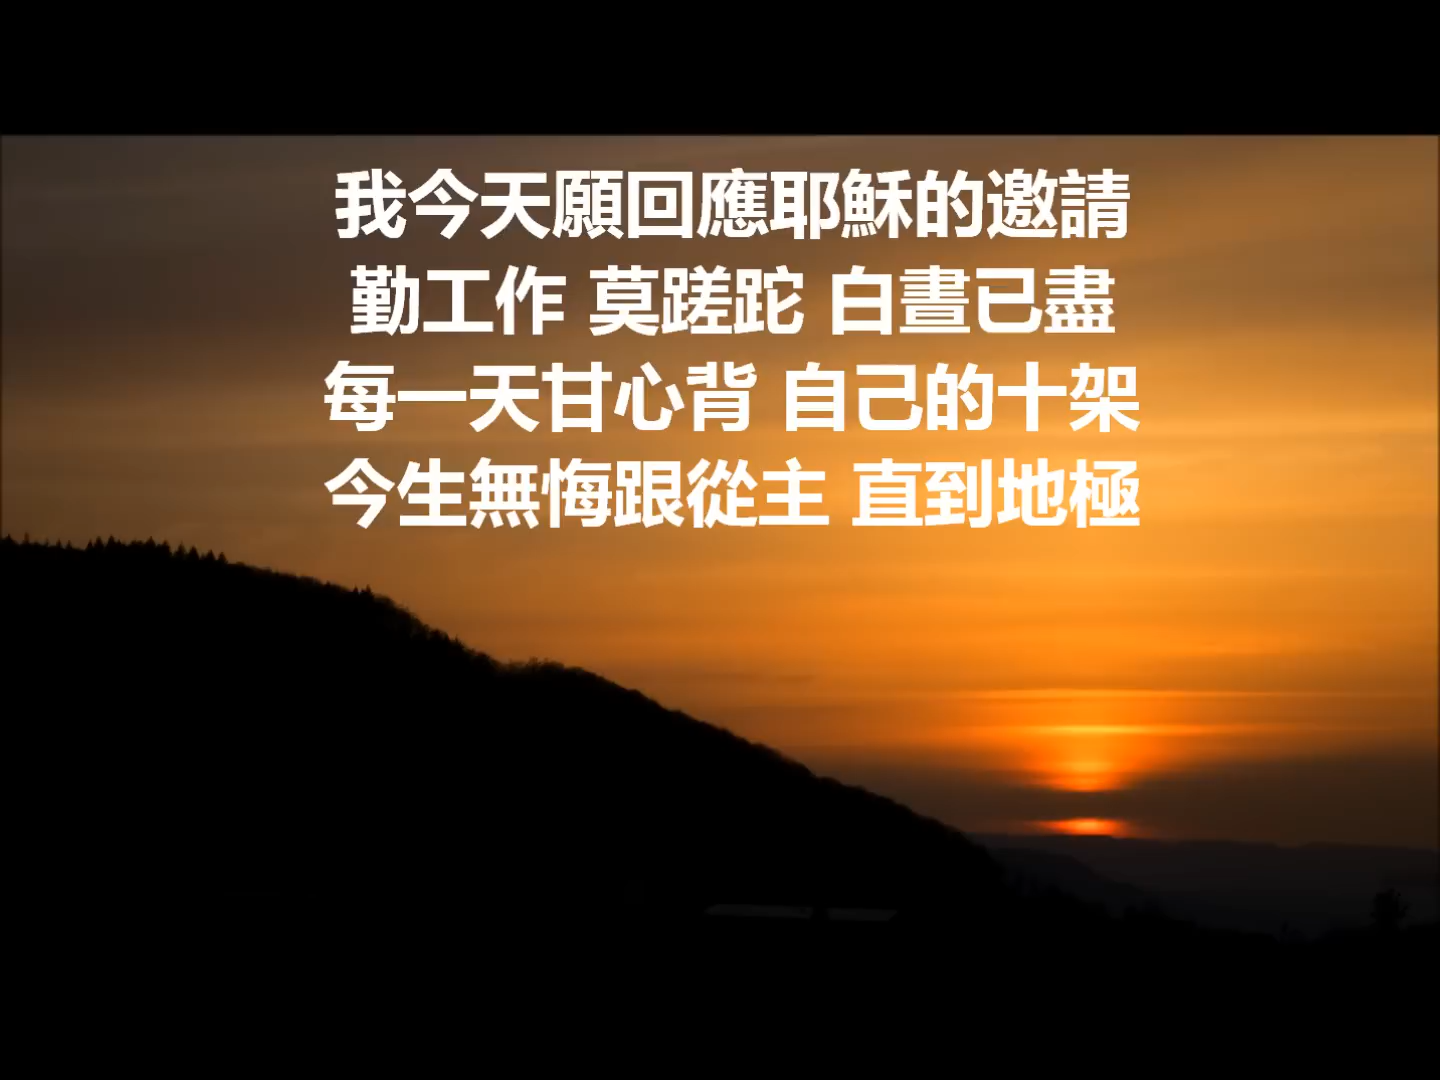 我今天願回應耶穌的邀請
勤工作 莫蹉跎 白晝已盡
每一天甘心背 自己的十架
今生無悔跟從主 直到地極